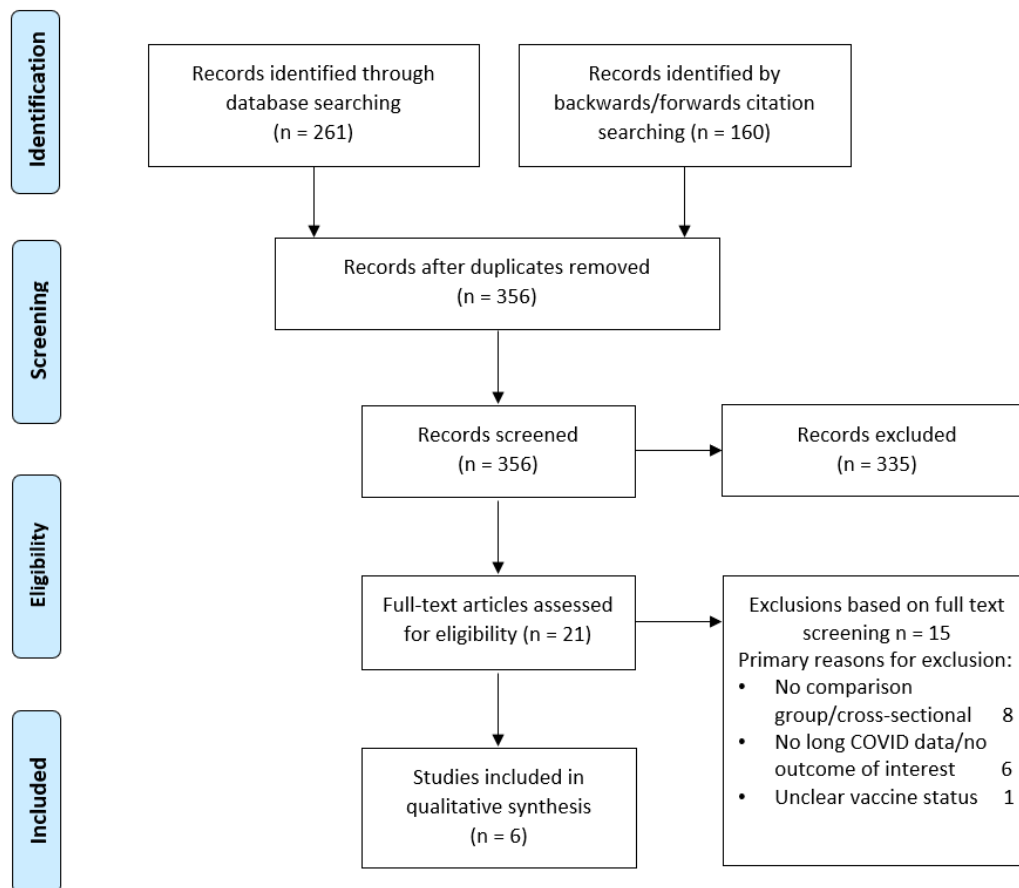 Identification
Records identified through
database searching
(n = 261)
Records identified by
backwards/forwards citation
searching (n = 160)
Screening
Records after duplicates removed
(n = 356)
Records screened
(n = 356)
Records excluded
(n = 335)
Eligibility
Full-text articles assessed
for eligibility (n = 21)
Exclusions based on full text
screening n = 15
Primary reasons for exclusion:
• No comparison
group/cross-sectional 8
• No long COVID data/no
outcome of interest 6
• Unclear vaccine status 1
Included
Studies included in
qualitative synthesis
(n = 6)